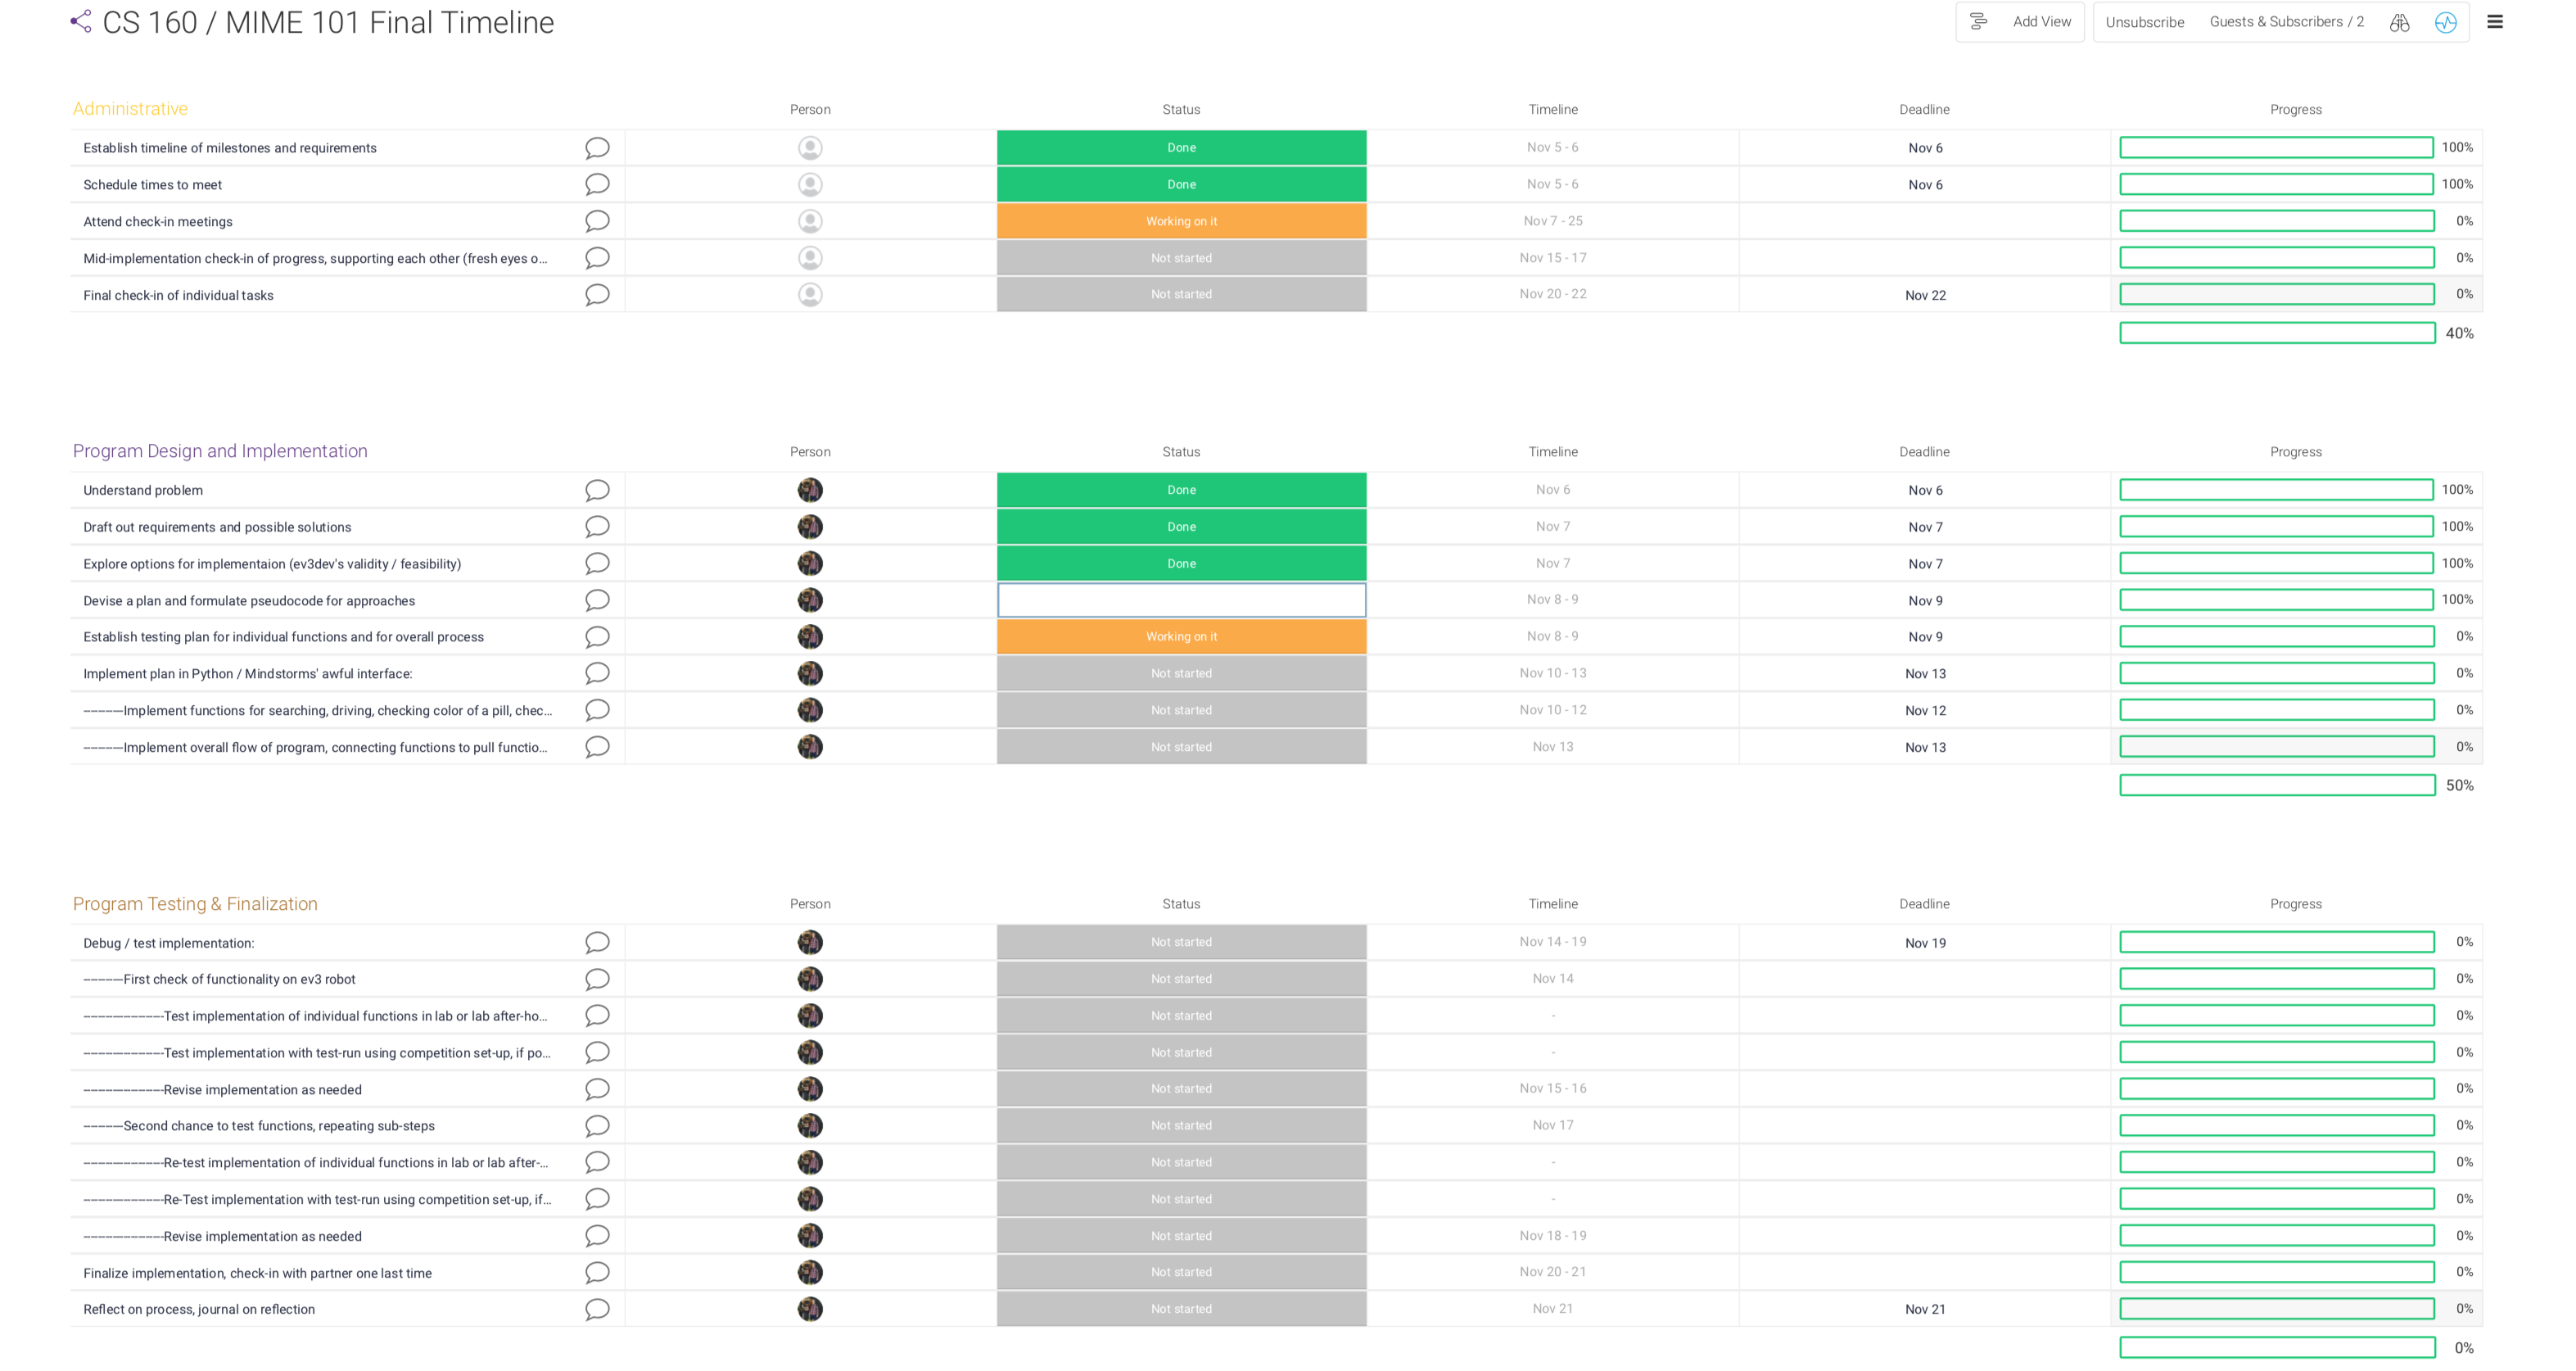 CS 160 / MIME 101 Final Timeline
Add View Unsubscribe Guests & Subscribers / 2
Administrative Person Status Timeline Deadline Progress
Establish timeline of milestones and requirements Done Nov 5 - 6 Nov 6 100%
Schedule times to meet Done Nov 5 - 6 Nov 6 100%
Attend check-in meetings Working on it Nov 7 - 25 0%
Mid-implementation check-in of progress, supporting each other (fresh eyes o... Not started Nov 15 - 17 0%
Final check-in of individual tasks Not started Nov 20 - 22 Nov 22 0%
40%
Program Design and Implementation Person Status Timeline Deadline Progress
Understand problem Done Nov 6 Nov 6 100%
Draft out requirements and possible solutions Done Nov 7 Nov 7 100%
Explore options for implementaion (ev3dev's validity / feasibility) Done Nov 7 Nov 7 100%
Devise a plan and formulate pseudocode for approaches Nov 8 - 9 Nov 9 100%
Establish testing plan for individual functions and for overall process Working on it Nov 8 - 9 Nov 9 0%
Implement plan in Python / Mindstorms' awful interface: Not started Nov 10 - 13 Nov 13 0%
-----------Implement functions for searching, driving, checking color of a pill, chec... Not started Nov 10 - 12 Nov 12 0%
-----------Implement overall flow of program, connecting functions to pull functio... Not started Nov 13 Nov 13 0%
50%
Program Testing & Finalization Person Status Timeline Deadline Progress
Debug / test implementation: Not started Nov 14 - 19 Nov 19 0%
-----------First check of functionality on ev3 robot Not started Nov 14 0%
----------------------Test implementation of individual functions in lab or lab after-ho... Not started - 0%
----------------------Test implementation with test-run using competition set-up, if po... Not started - 0%
----------------------Revise implementation as needed Not started Nov 15 - 16 0%
-----------Second chance to test functions, repeating sub-steps Not started Nov 17 0%
----------------------Re-test implementation of individual functions in lab or lab after-... Not started - 0%
----------------------Re-Test implementation with test-run using competition set-up, if... Not started - 0%
----------------------Revise implementation as needed Not started Nov 18 - 19 0%
Finalize implementation, check-in with partner one last time Not started Nov 20 - 21 0%
Reflect on process, journal on reflection Not started Nov 21 Nov 21 0%
0%